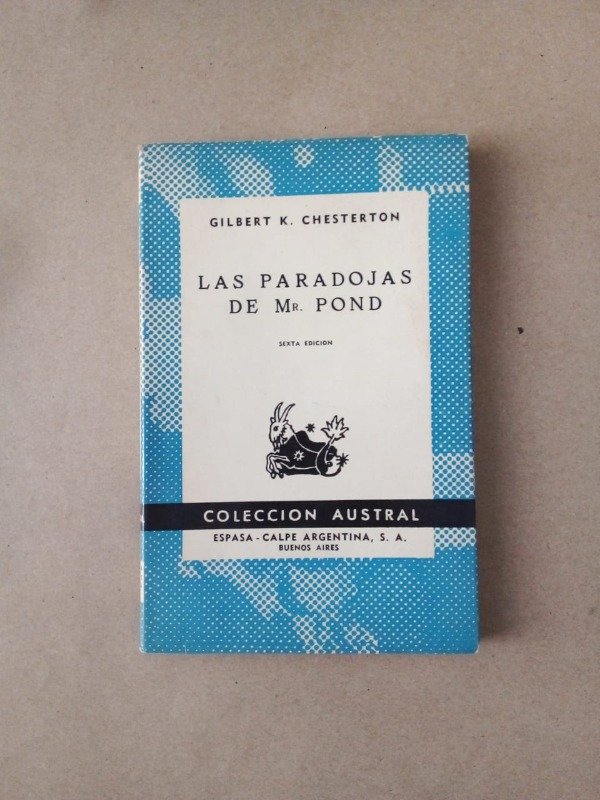 GILBERT K. CHESTERTON
LAS PARADOJAS
DE MR. POND
SEXTA EDICION
COLECCION AUSTRAL
ESPASA - CALPE ARGENTINA, S. A.
BUENOS AIRES